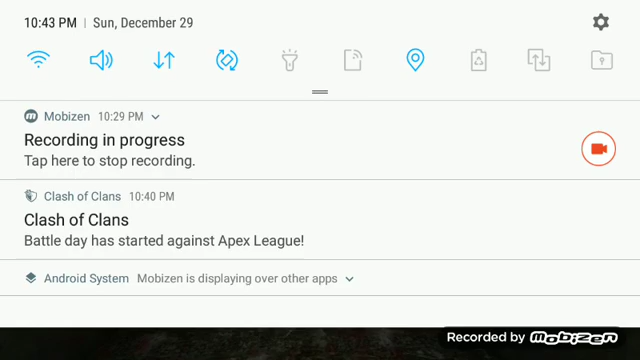 10:43 PM | Sun, December 29
Mobizen 10:29 PM
Recording in progress
Tap here to stop recording.
Clash of Clans 10:40 PM
Clash of Clans
Battle day has started against Apex League!
Android System Mobizen is displaying over other apps
Recorded by Mobizen